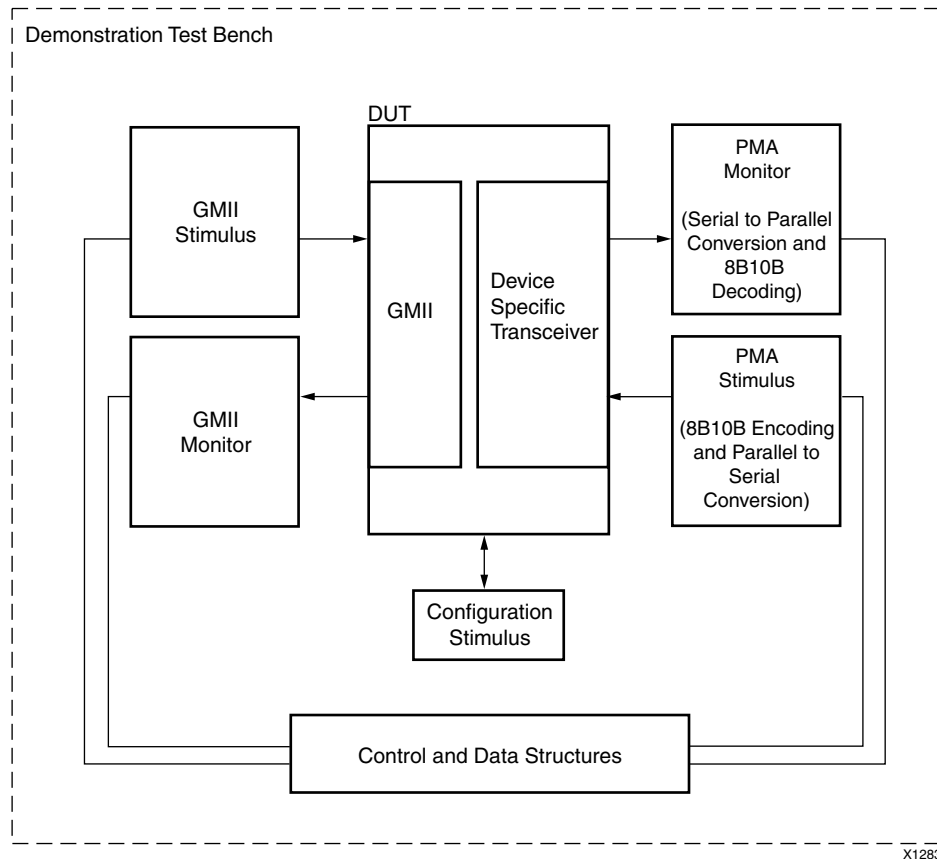 Demonstration Test Bench
DUT
GMII
Stimulus
GMII
Monitor
GMII
Device
Specific
Transceiver
PMA
Monitor
(Serial to Parallel
Conversion and
8B10B
Decoding)
PMA
Stimulus
(8B10B Encoding
and Parallel to
Serial
Conversion)
Configuration
Stimulus
Control and Data Structures
X1283